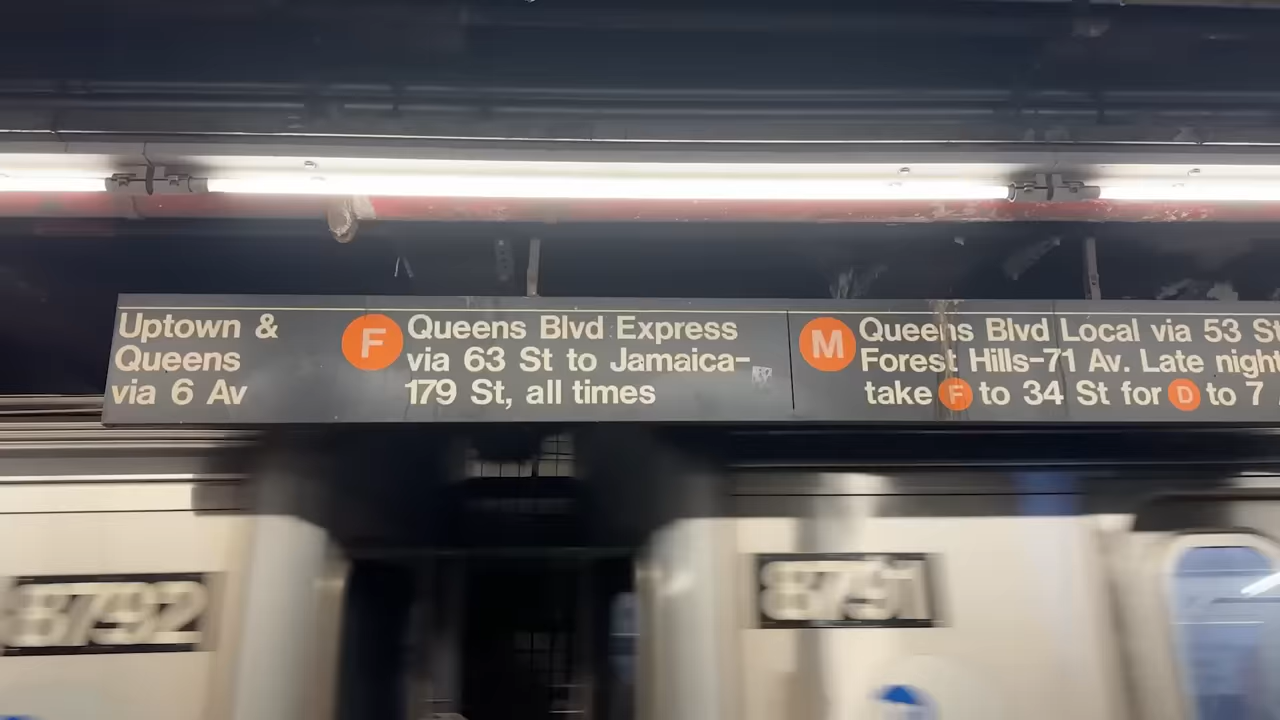 Uptown &
Queens
via 6 Av
F
Queens Blvd Express
via 63 St to Jamaica-
179 St, all times
M
Queens Blvd Local via 53 St
Forest Hills-71 Av. Late night
take F to 34 St for D to 7
8792
8791